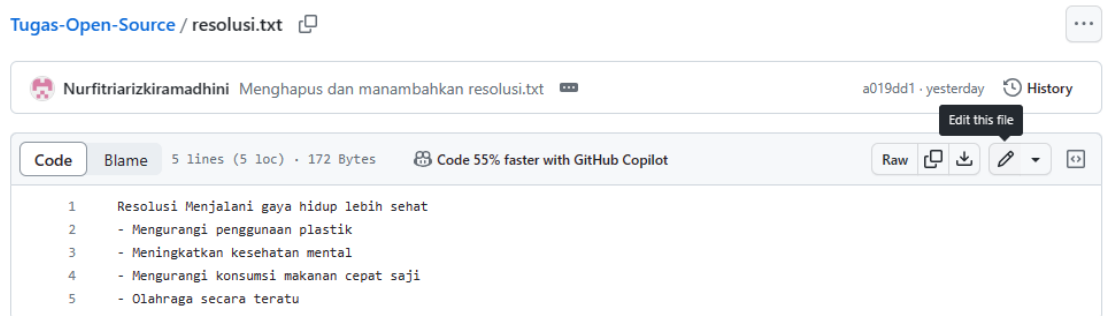 Tugas-Open-Source / resolusi.txt
Nurfitriarizkiramadhini Menghapus dan manambahkan resolusi.txt a019dd1 · yesterday History
Edit this file
Code Blame 5 lines (5 loc) · 172 Bytes Code 55% faster with GitHub Copilot Raw
1 Resolusi Menjalani gaya hidup lebih sehat
2 - Mengurangi penggunaan plastik
3 - Meningkatkan kesehatan mental
4 - Mengurangi konsumsi makanan cepat saji
5 - Olahraga secara teratu